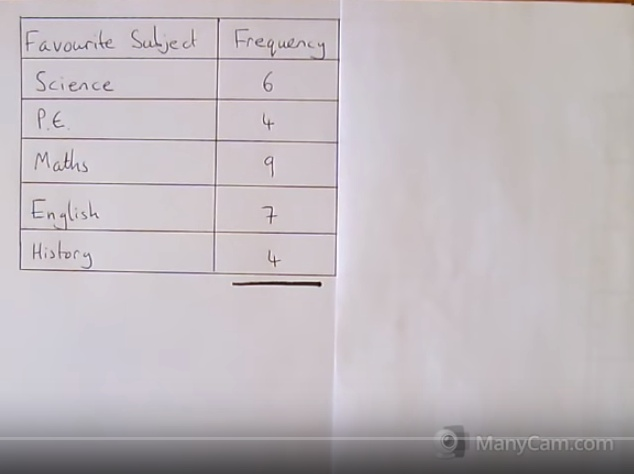 Favourite Subject Frequency
Science 6
P.E. 4
Maths 9
English 7
History 4
ManyCam.com